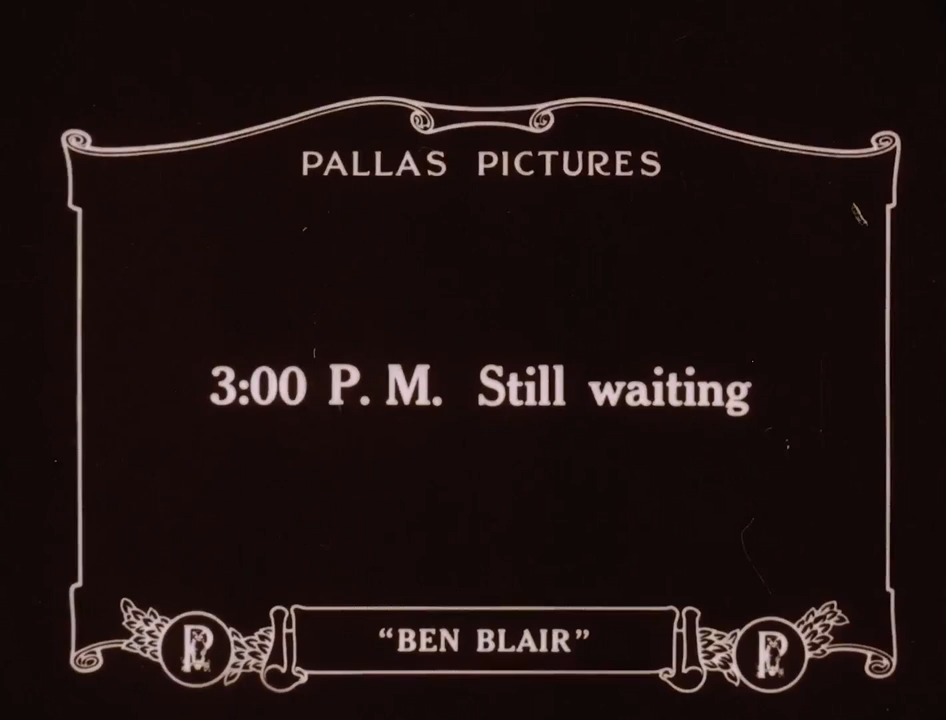 PALLAS PICTURES
3:00 P. M. Still waiting
"BEN BLAIR"
P
P